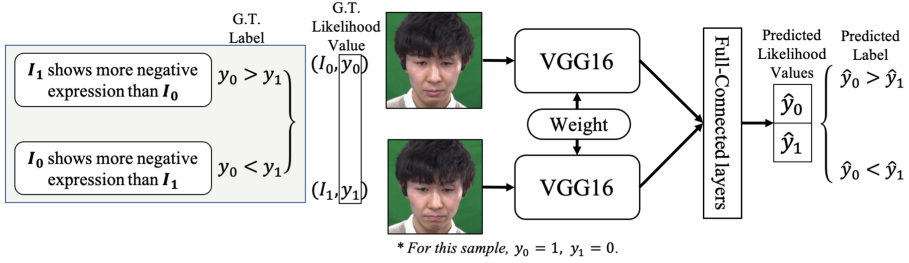 G.T.
Label
G.T.
Likelihood
Value
I₁ shows more negative
expression than I₀
y₀ > y₁
I₀ shows more negative
expression than I₁
y₀ < y₁
(I₀, y₀)
(I₁, y₁)
VGG16
Weight
VGG16
Full-Connected layers
Predicted
Likelihood
Values
ŷ₀
ŷ₁
Predicted
Label
ŷ₀ > ŷ₁
ŷ₀ < ŷ₁
* For this sample, y₀ = 1, y₁ = 0.